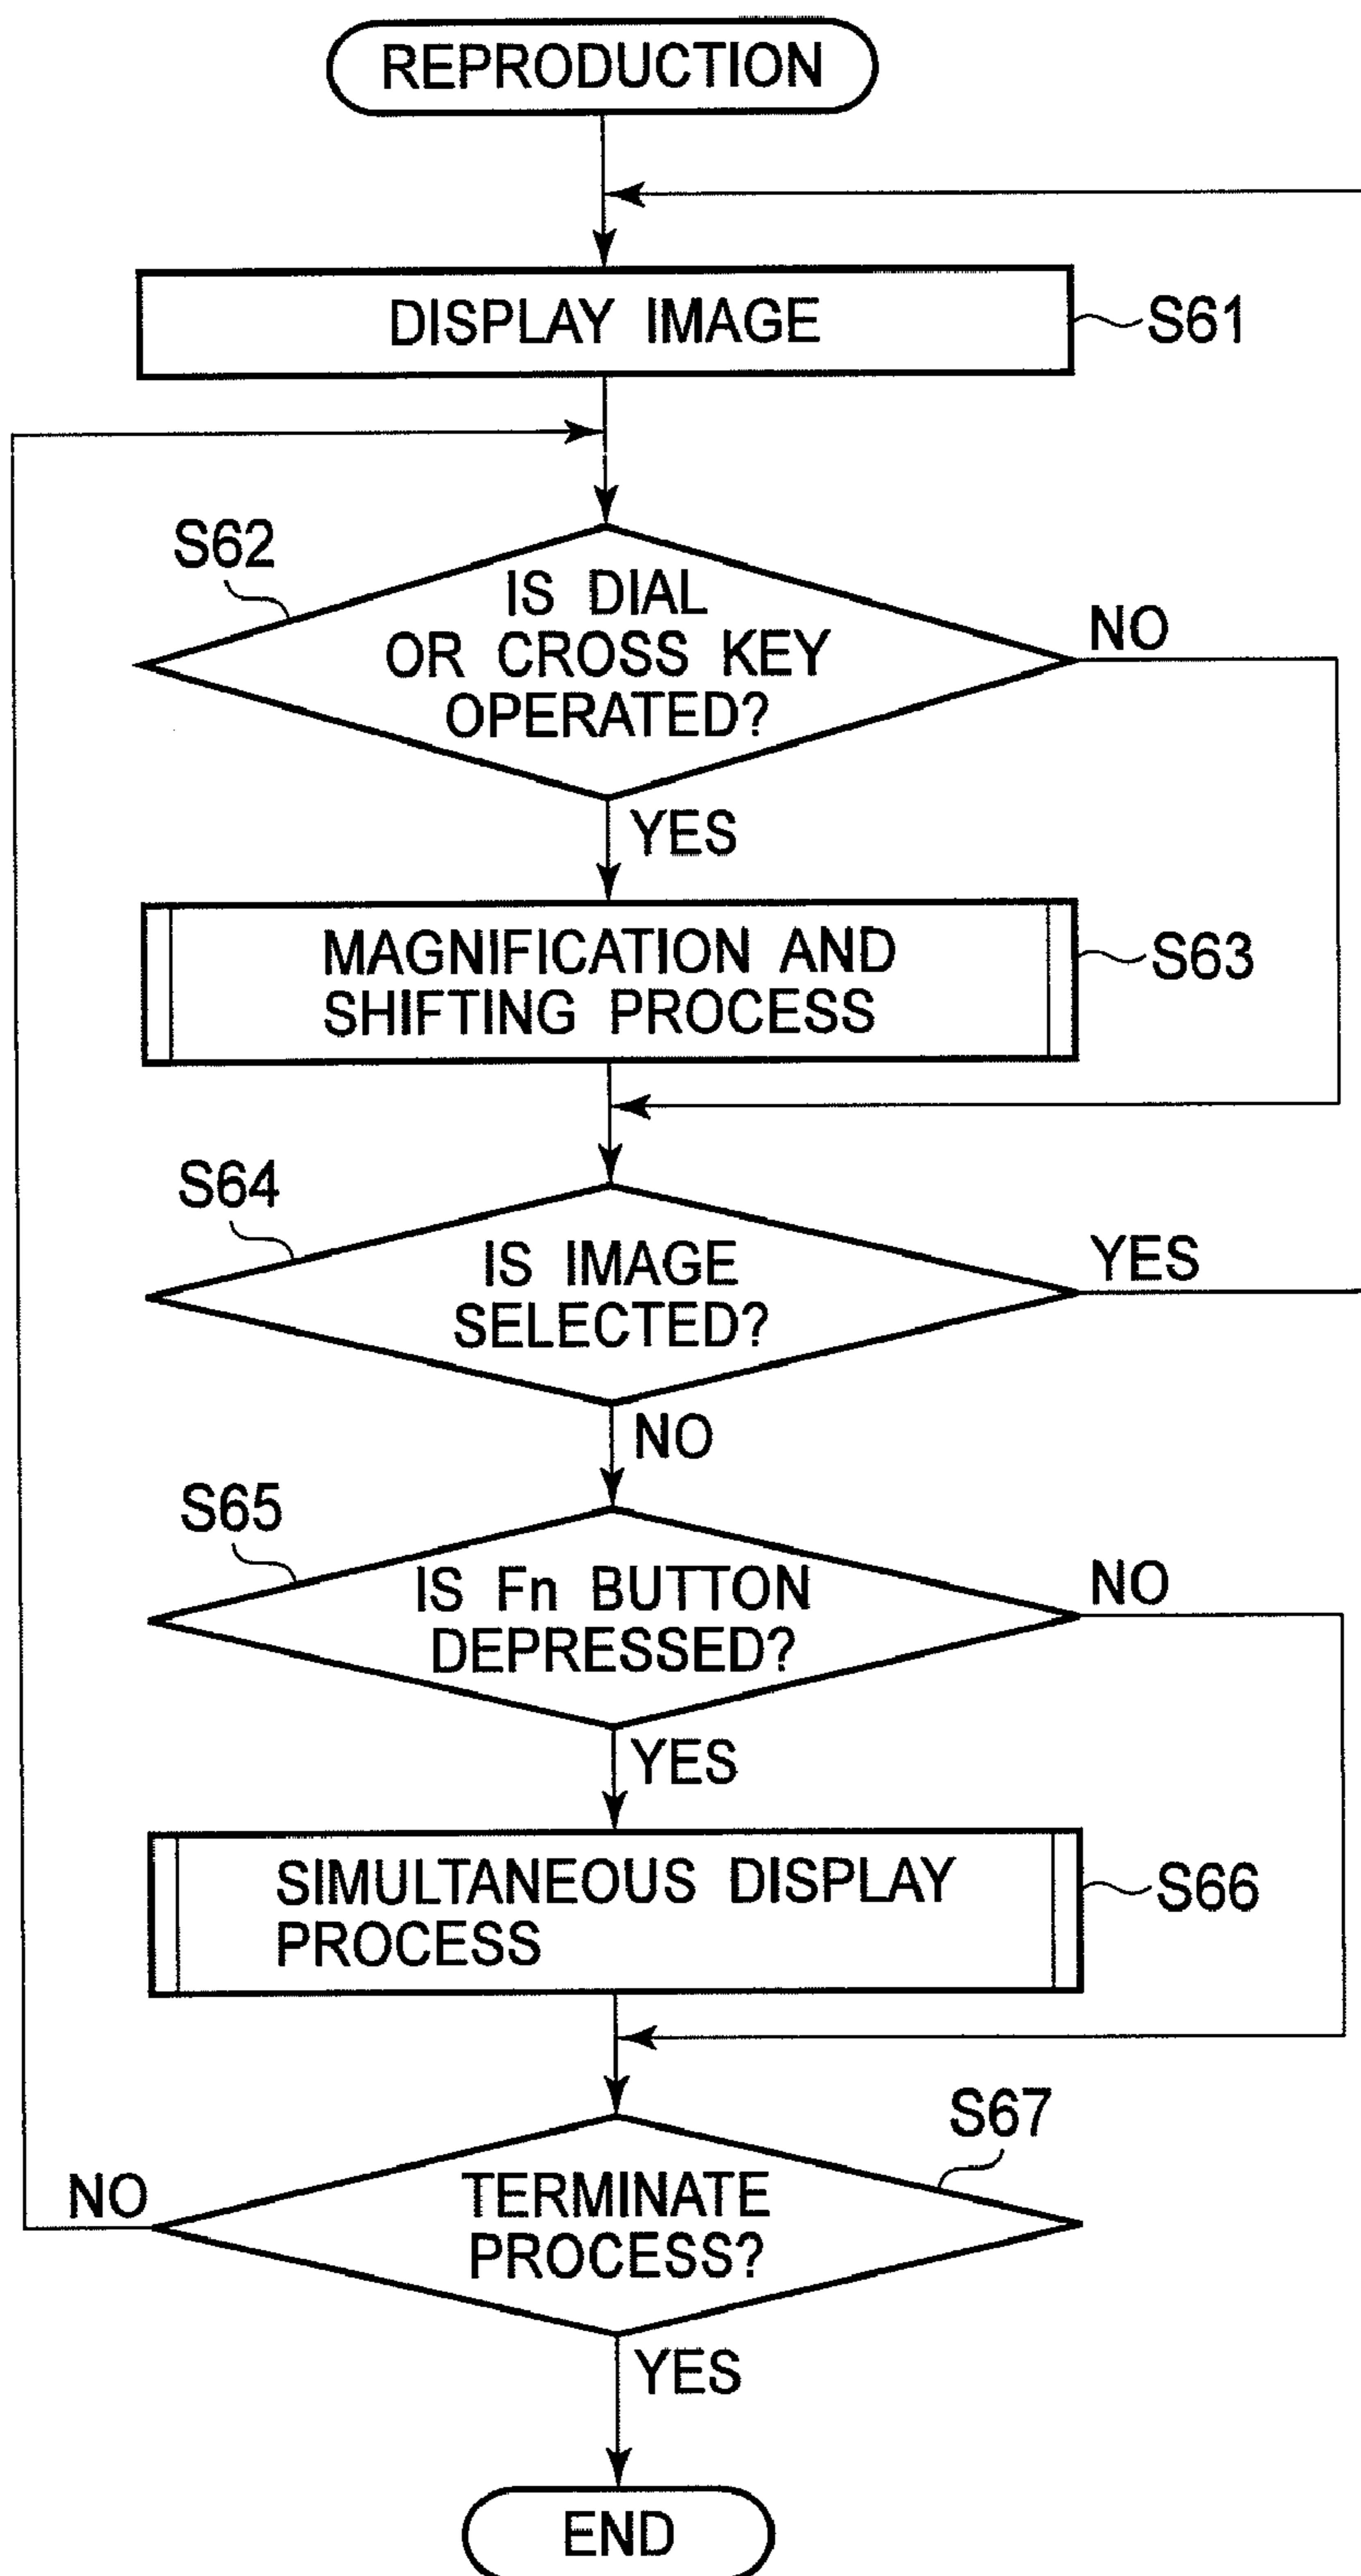 REPRODUCTION
DISPLAY IMAGE
S61
S62
IS DIAL
OR CROSS KEY
OPERATED?
NO
YES
MAGNIFICATION AND
SHIFTING PROCESS
S63
S64
IS IMAGE
SELECTED?
YES
NO
S65
IS Fn BUTTON
DEPRESSED?
NO
YES
SIMULTANEOUS DISPLAY
PROCESS
S66
S67
TERMINATE
PROCESS?
NO
YES
END